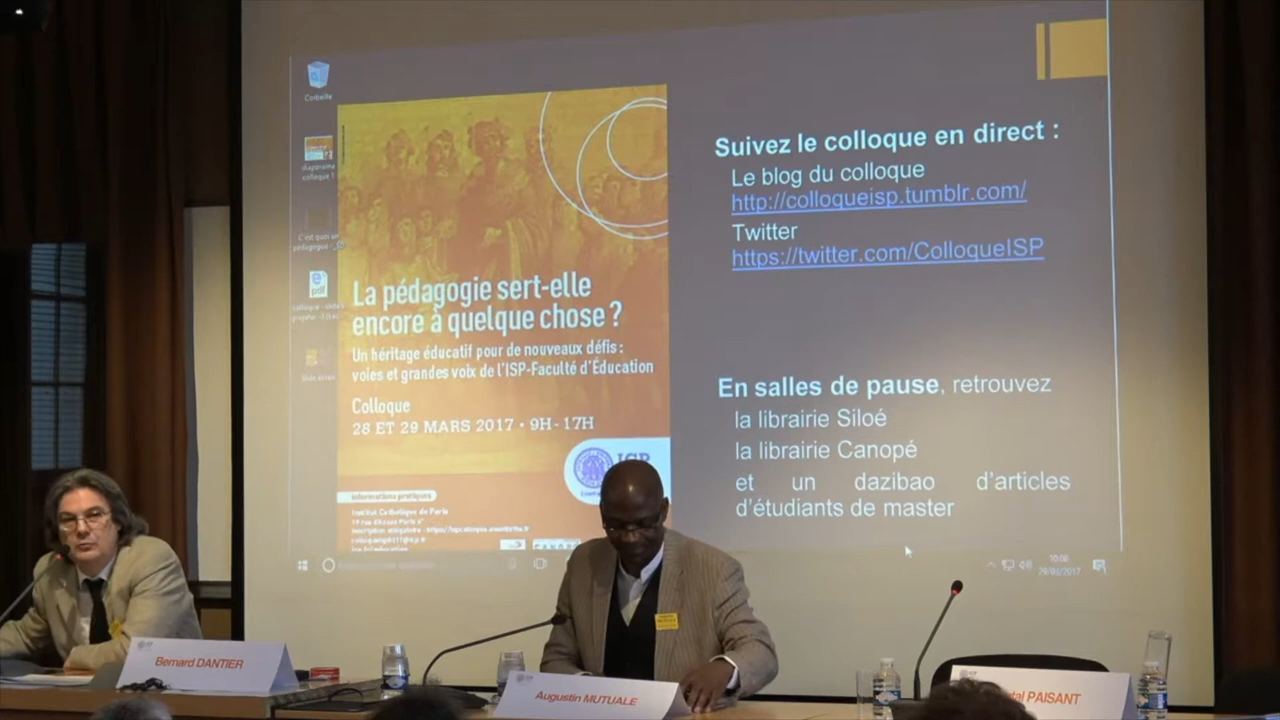 Corbeille
diaporama
colloque 1
La pédagogie sert-elle
encore à quelque chose ?
Un héritage éducatif pour de nouveaux défis :
voies et grandes voix de l'ISP-Faculté d'Éducation
Colloque
28 ET 29 MARS 2017 • 9H - 17H
informations pratiques
Institut Catholique de Paris
Suivez le colloque en direct :
Le blog du colloque
http://colloqueisp.tumblr.com/
Twitter
https://twitter.com/ColloqueISP
En salles de pause, retrouvez
la librairie Siloé
la librairie Canopé
et un dazibao d'articles
d'étudiants de master
Bernard DANTIER
Augustin MUTUALE
PAISANT